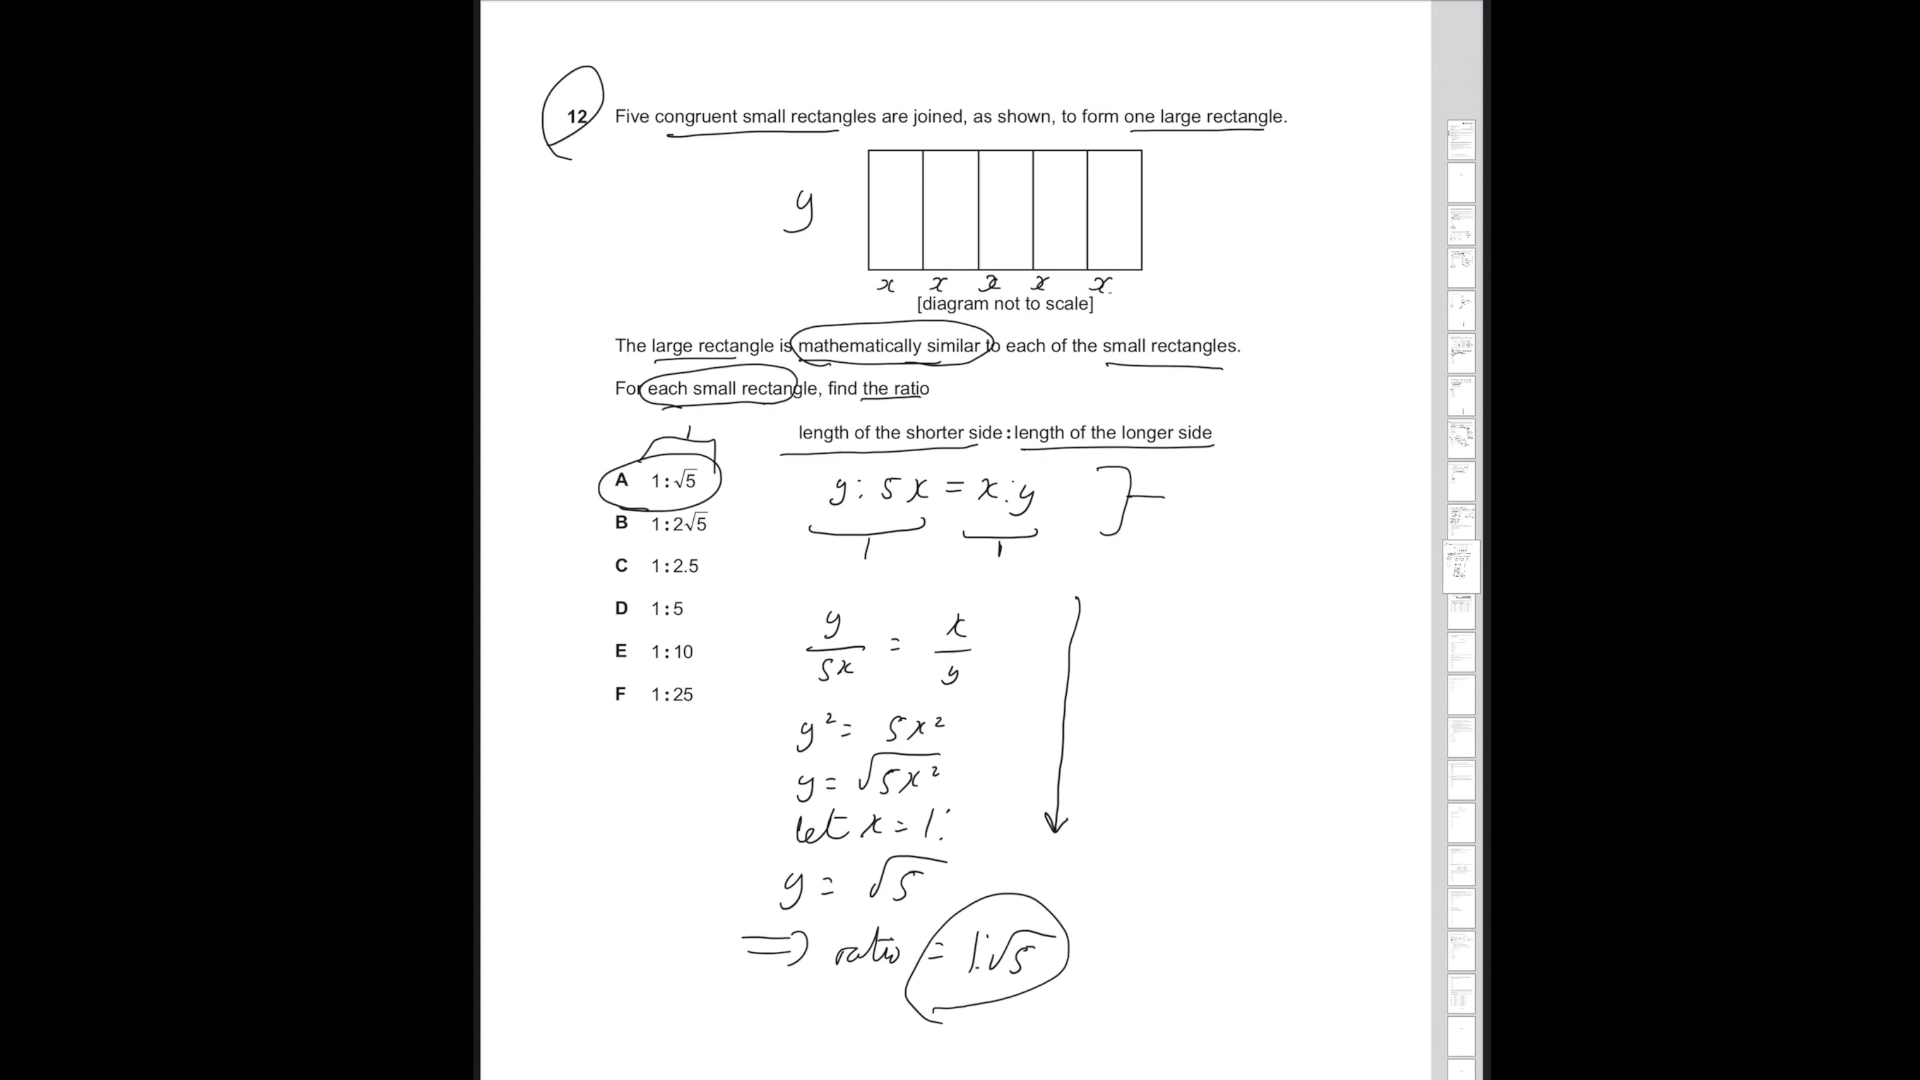 12 Five congruent small rectangles are joined, as shown, to form one large rectangle.
y
x x x x x
[diagram not to scale]
The large rectangle is mathematically similar to each of the small rectangles.
For each small rectangle, find the ratio
length of the shorter side : length of the longer side
A 1:√5
y : 5x = x : y
B 1:2√5
C 1:2.5
D 1:5
E 1:10
F 1:25
y/5x = x/y
y² = 5x²
y = √5x²
let x = 1:
y = √5
⇒ ratio = 1:√5